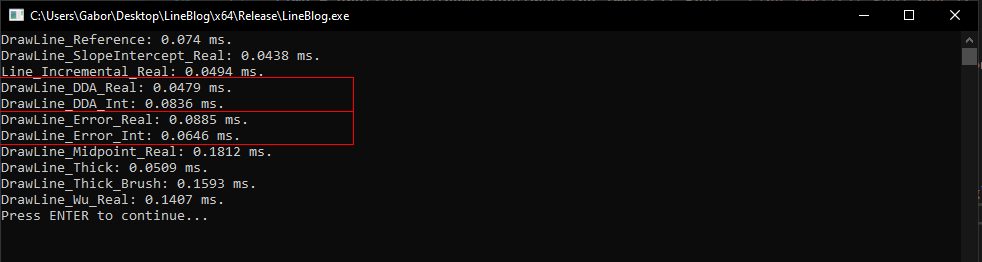 C:\Users\Gabor\Desktop\LineBlog\x64\Release\LineBlog.exe
DrawLine_Reference: 0.074 ms.
DrawLine_SlopeIntercept_Real: 0.0438 ms.
Line_Incremental_Real: 0.0494 ms.
DrawLine_DDA_Real: 0.0479 ms.
DrawLine_DDA_Int: 0.0836 ms.
DrawLine_Error_Real: 0.0885 ms.
DrawLine_Error_Int: 0.0646 ms.
DrawLine_Midpoint_Real: 0.1812 ms.
DrawLine_Thick: 0.0509 ms.
DrawLine_Thick_Brush: 0.1593 ms.
DrawLine_Wu_Real: 0.1407 ms.
Press ENTER to continue...